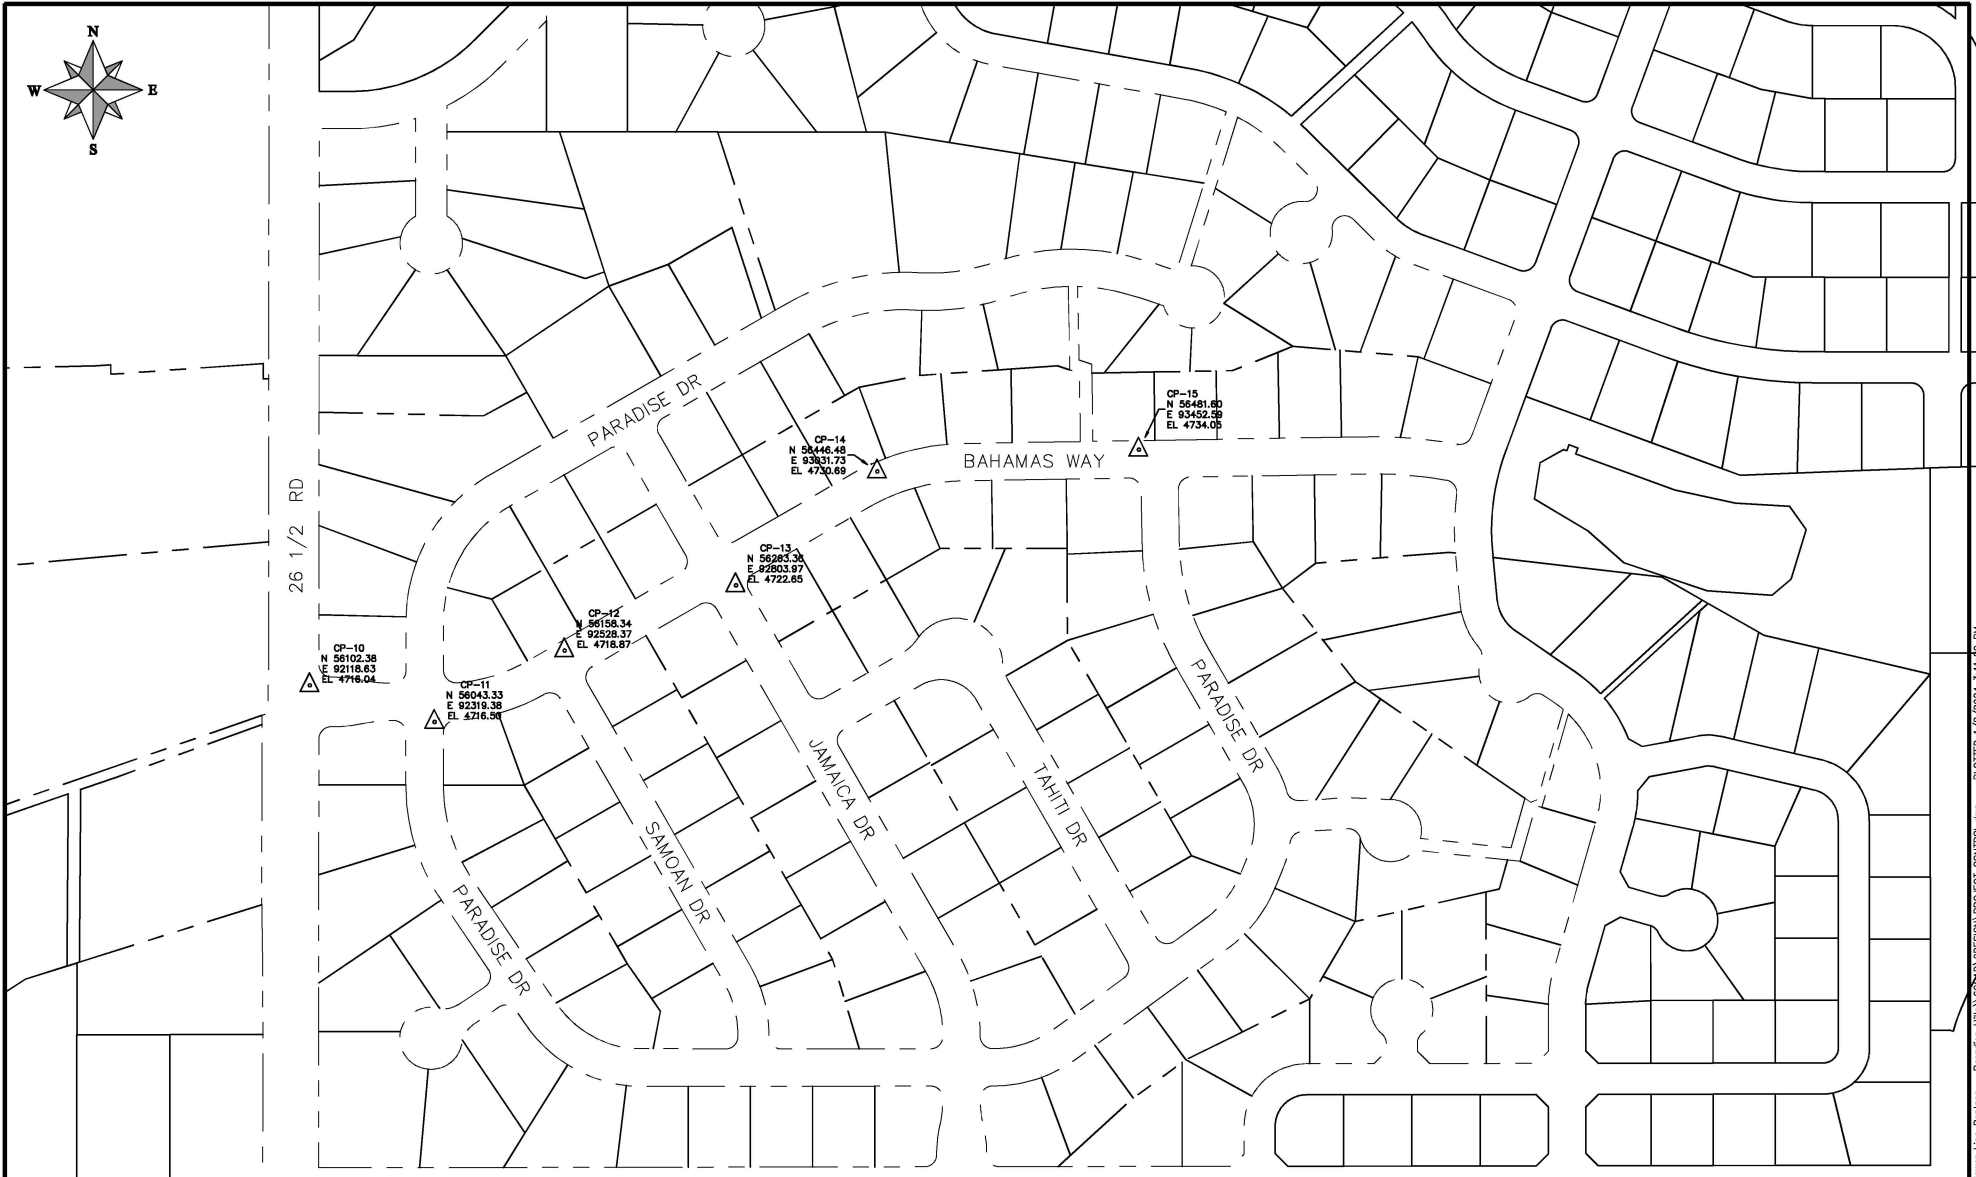 N
W E
S
CP-15
N 56481.60
E 93452.59
EL 4734.05
PARADISE DR
CP-14
N 56446.48
E 93031.73
EL 4730.69
BAHAMAS WAY
26 1/2 RD
CP-13
N 56263.36
E 92803.97
EL 4722.65
CP-12
N 56158.34
E 92528.37
EL 4718.87
CP-10
N 56102.38
E 92118.63
EL 4716.04
CP-11
N 56043.33
E 92319.38
EL 4716.50
PARADISE DR
JAMAICA DR
TAHITI DR
SAMOAN DR
PARADISE DR